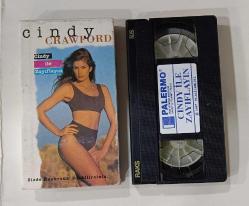 cindy
CRAWFORD
Cindy
ile
Zayıflayın
PALERMO
CINDY İLE
ZAYIFLAYIN
RAKS